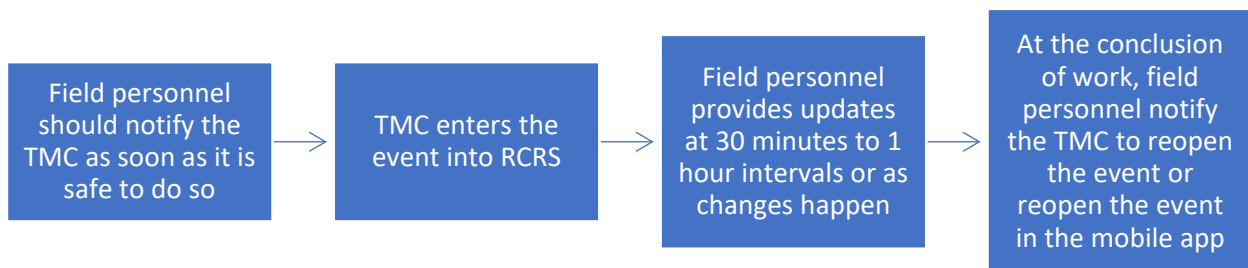 Field personnel
should notify the
TMC as soon as it is
safe to do so
TMC enters the
event into RCRS
Field personnel
provides updates
at 30 minutes to 1
hour intervals or as
changes happen
At the conclusion
of work, field
personnel notify
the TMC to reopen
the event or
reopen the event
in the mobile app